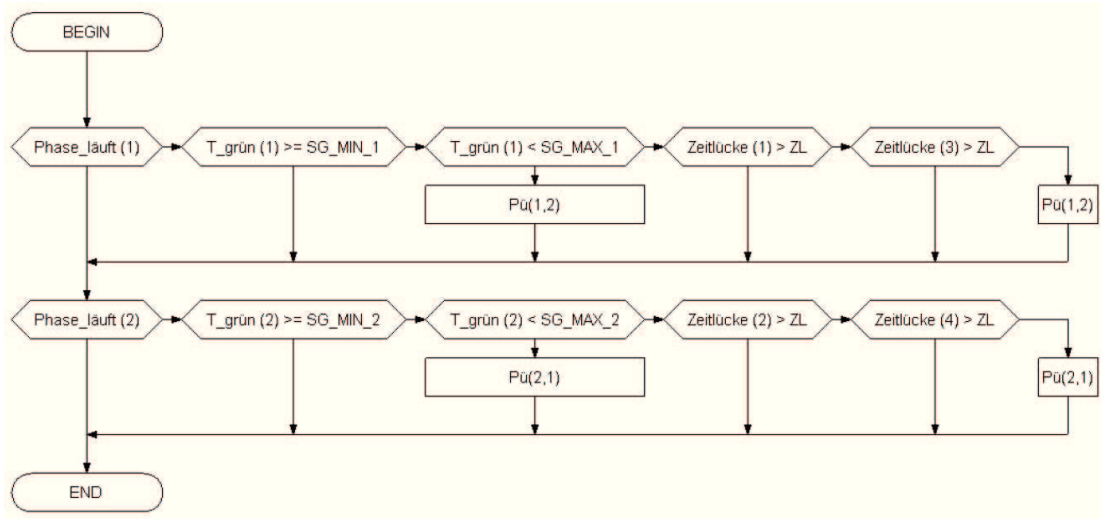 BEGIN
Phase_läuft (1)
T_grün (1) >= SG_MIN_1
T_grün (1) < SG_MAX_1
Zeitlücke (1) > ZL
Zeitlücke (3) > ZL
Pü(1,2)
Pü(1,2)
Phase_läuft (2)
T_grün (2) >= SG_MIN_2
T_grün (2) < SG_MAX_2
Zeitlücke (2) > ZL
Zeitlücke (4) > ZL
Pü(2,1)
Pü(2,1)
END